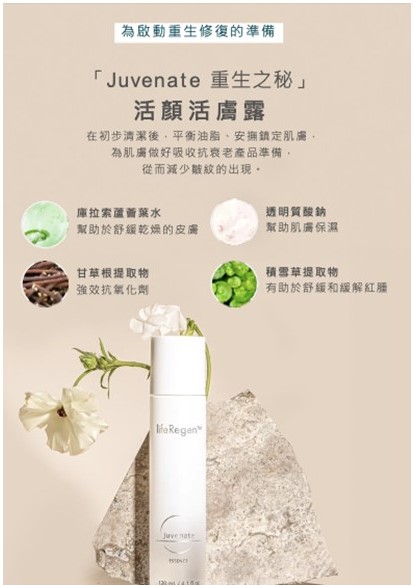 為啟動重生修復的準備
「Juvenate 重生之秘」
活顏活膚露
在初步清潔後，平衡油脂、安撫鎮定肌膚，
為肌膚做好吸收抗衰老產品準備，
從而減少皺紋的出現。
庫拉索蘆薈葉水
幫助於舒緩乾燥的皮膚
透明質酸鈉
幫助肌膚保濕
甘草根提取物
強效抗氧化劑
積雪草提取物
有助於舒緩和緩解紅腫
lifeRegen™
Juvenate
ESSENCE